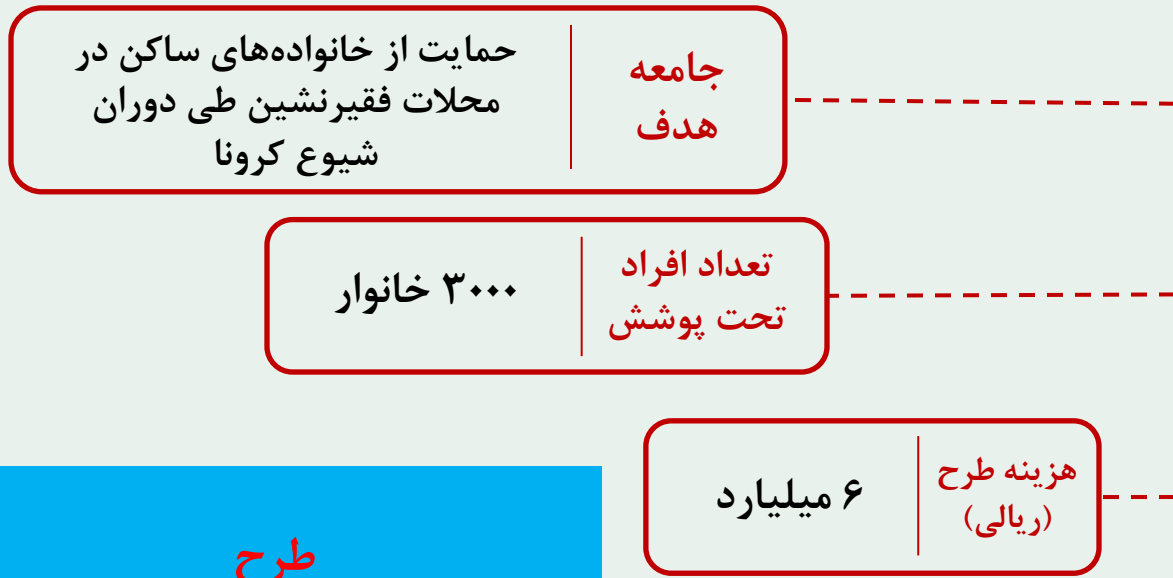 جامعه
هدف
حمایت از خانواده‌های ساکن در
محلات فقیرنشین طی دوران
شیوع کرونا
تعداد افراد
تحت پوشش
۳۰۰۰ خانوار
هزینه طرح
(ریالی)
۶ میلیارد
طرح